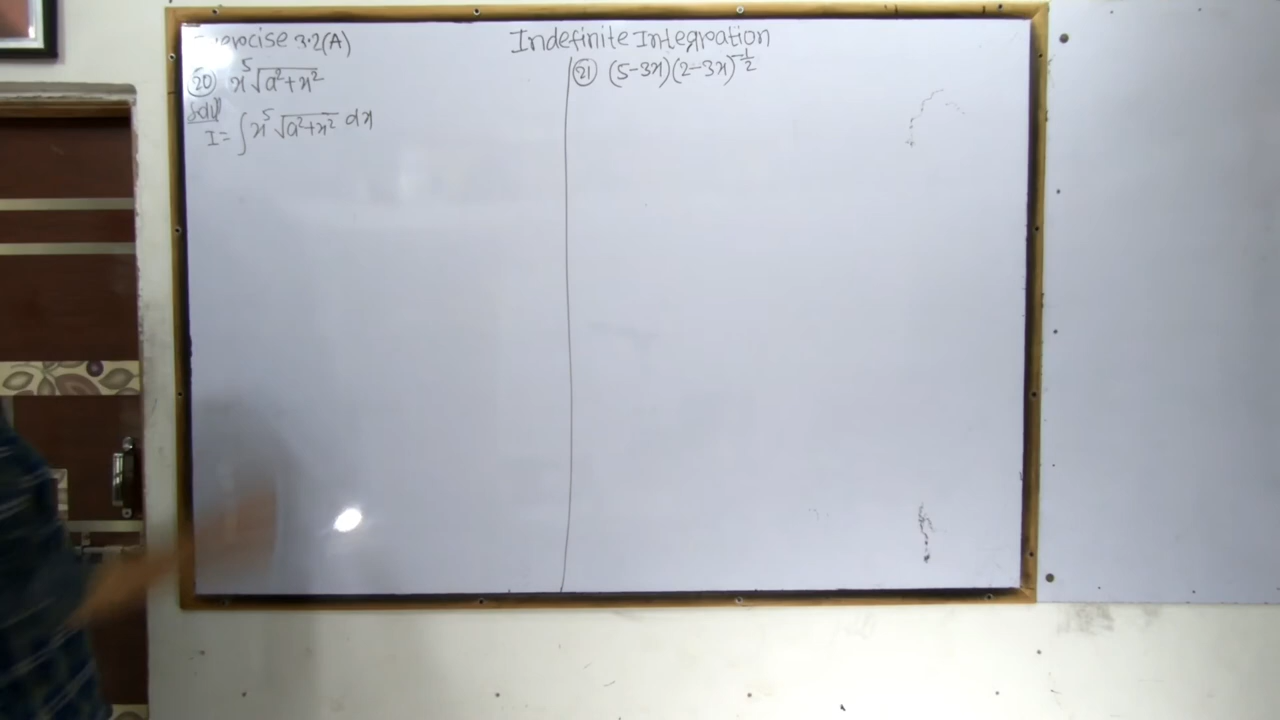 Exercise 3.2(A)
Indefinite Integration
(20) x⁵√a²+x²
Solⁿ
I = ∫x⁵√a²+x² dx
(21) (5-3x)(2-3x)^-1/2